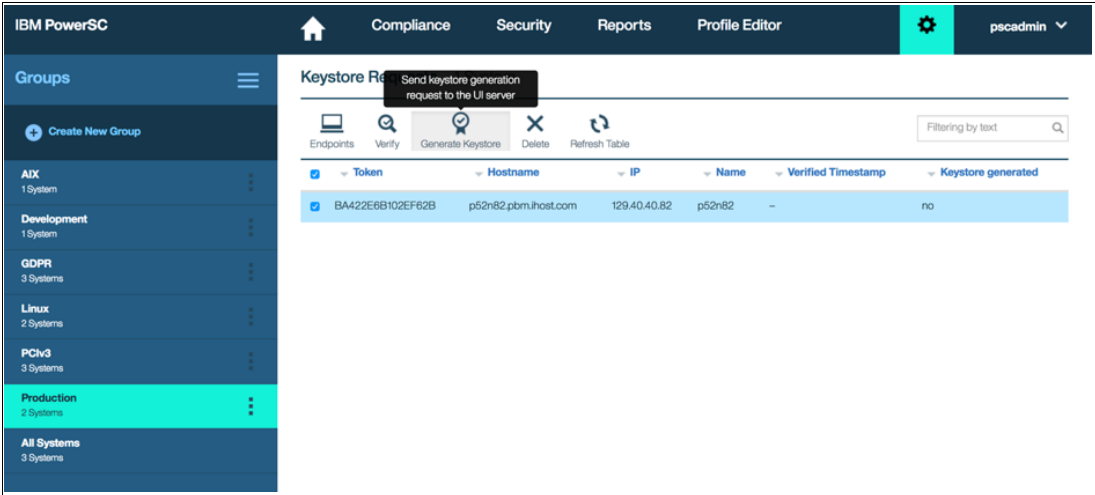 IBM PowerSC
Compliance
Security
Reports
Profile Editor
pscadmin
Groups
Create New Group
AIX
1 System
Development
1 System
GDPR
3 Systems
Linux
2 Systems
PCIv3
3 Systems
Production
2 Systems
All Systems
3 Systems
Keystore Re
Send keystore generation
request to the UI server
Endpoints
Verify
Generate Keystore
Delete
Refresh Table
Filtering by text
Token Hostname IP Name Verified Timestamp Keystore generated
BA422E6B102EF62B p52n82.pbm.ihost.com 129.40.40.82 p52n82 – no